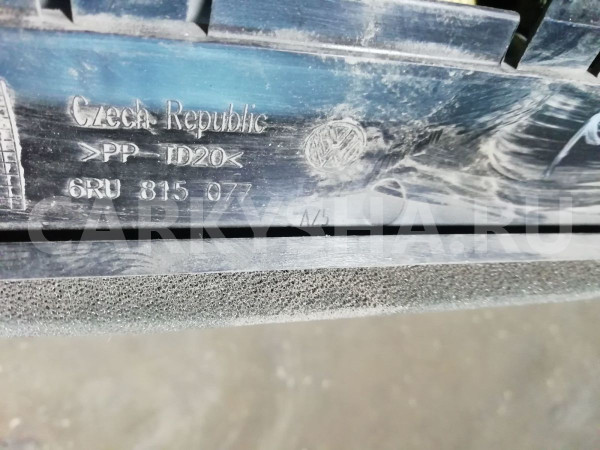 Czech Republic
>PP-TD20<
6RU 815 077
CARKYSHA.RU